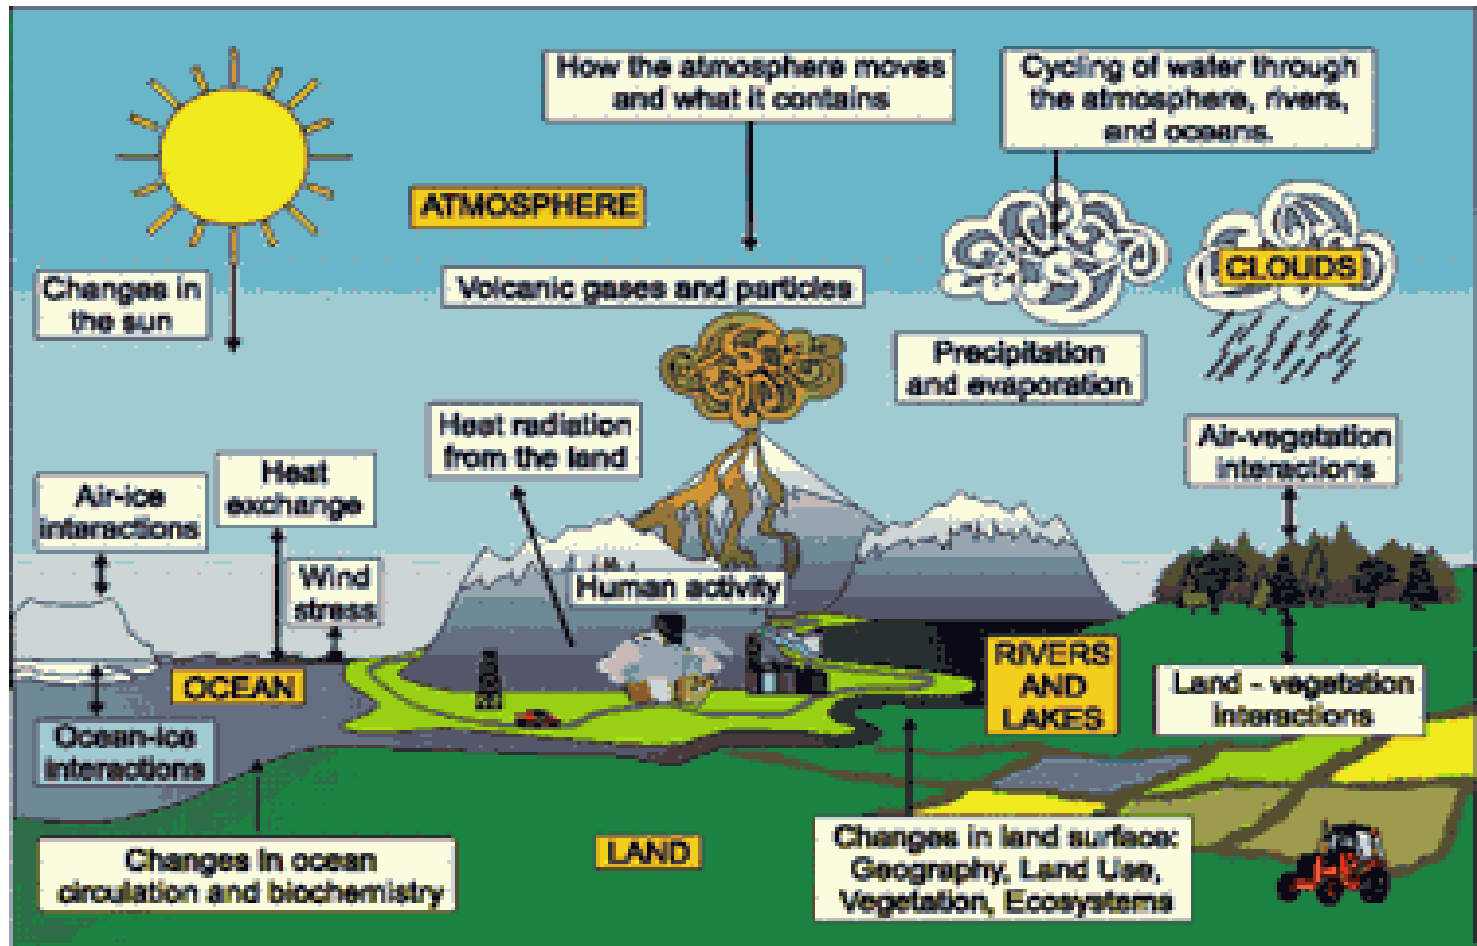 How the atmosphere moves
and what it contains
Cycling of water through
the atmosphere, rivers,
and oceans.
ATMOSPHERE
CLOUDS
Changes in
the sun
Volcanic gases and particles
Precipitation
and evaporation
Heat radiation
from the land
Air-vegetation
interactions
Heat
exchange
Air-ice
interactions
Wind
stress
Human activity
OCEAN
RIVERS
AND
LAKES
Land - vegetation
interactions
Ocean-ice
interactions
Changes in ocean
circulation and biochemistry
LAND
Changes in land surface:
Geography, Land Use,
Vegetation, Ecosystems